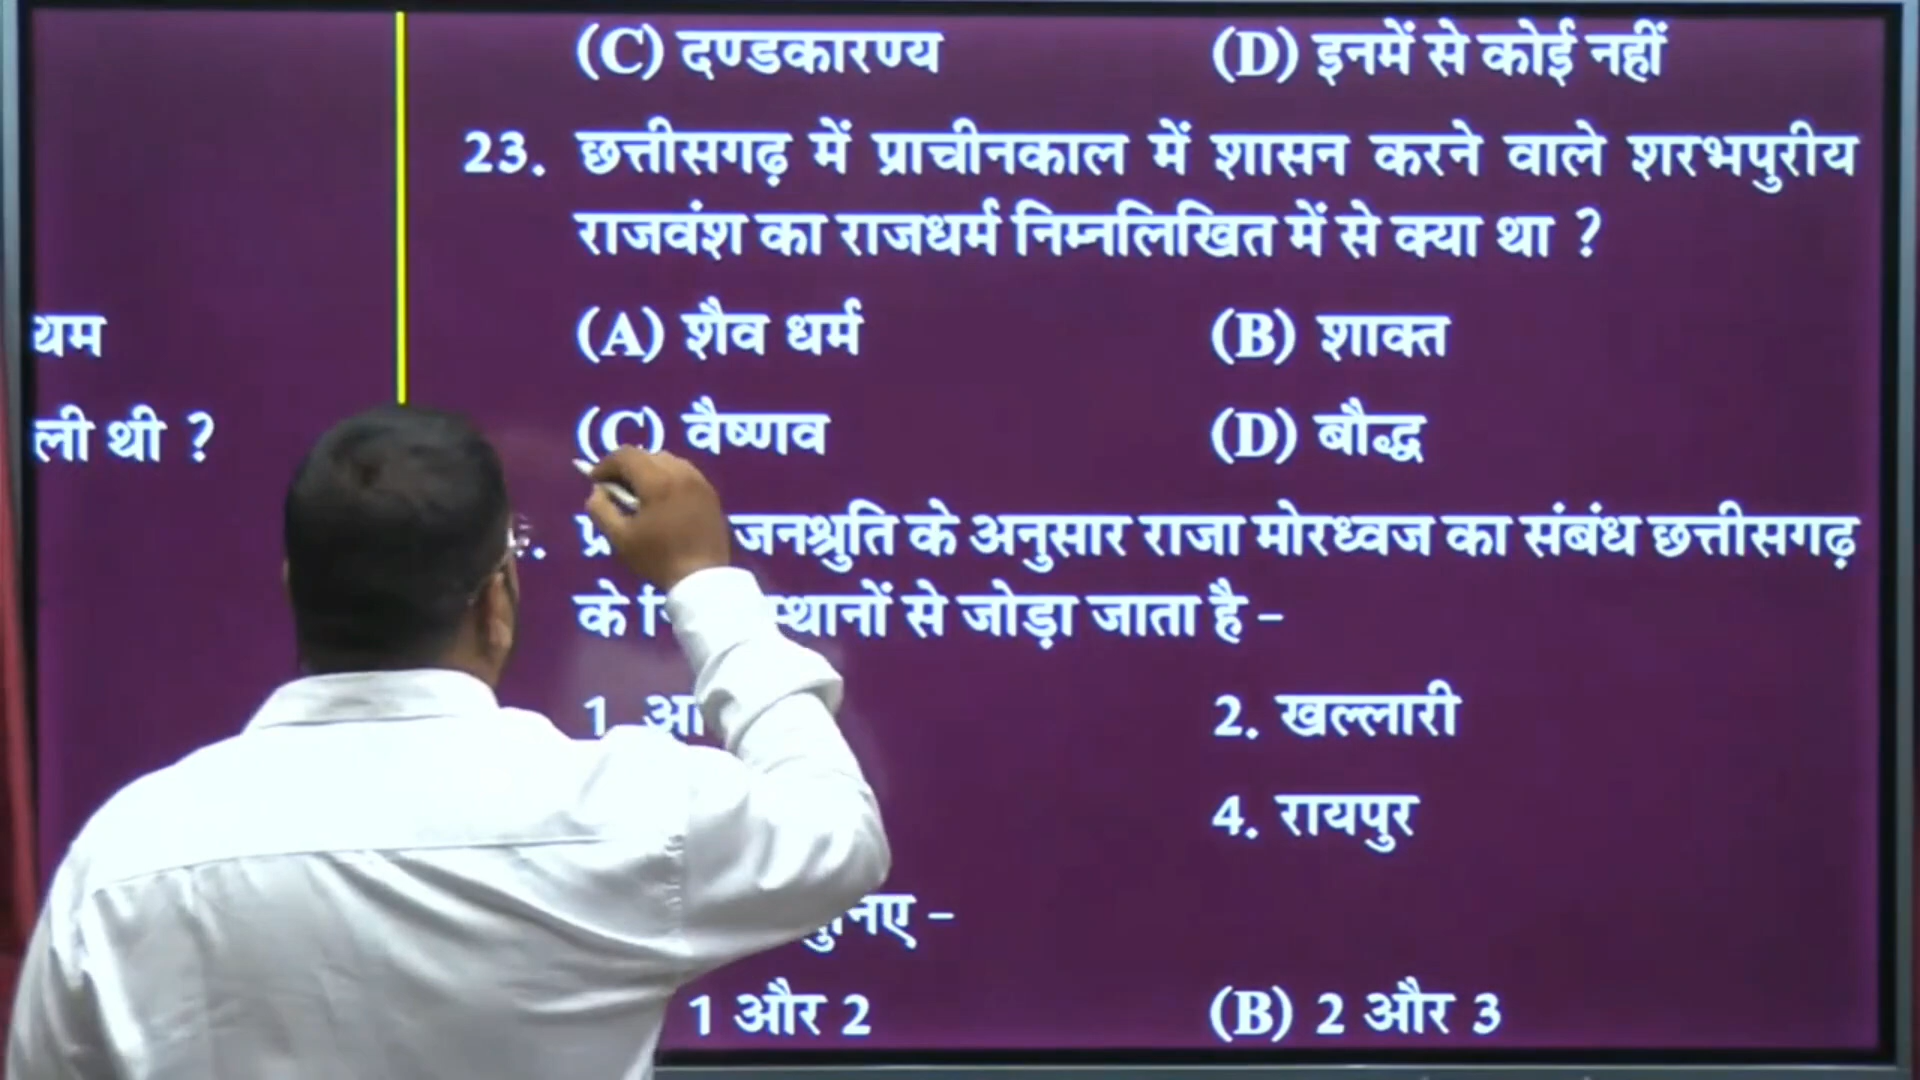 (C) दण्डकारण्य (D) इनमें से कोई नहीं
23. छत्तीसगढ़ में प्राचीनकाल में शासन करने वाले शरभपुरीय
राजवंश का राजधर्म निम्नलिखित में से क्या था ?
थम
(A) शैव धर्म (B) शाक्त
ली थी ?
(C) वैष्णव (D) बौद्ध
जनश्रुति के अनुसार राजा मोरध्वज का संबंध छत्तीसगढ़
के स्थानों से जोड़ा जाता है –
1. 2. खल्लारी
4. रायपुर
1 और 2 (B) 2 और 3